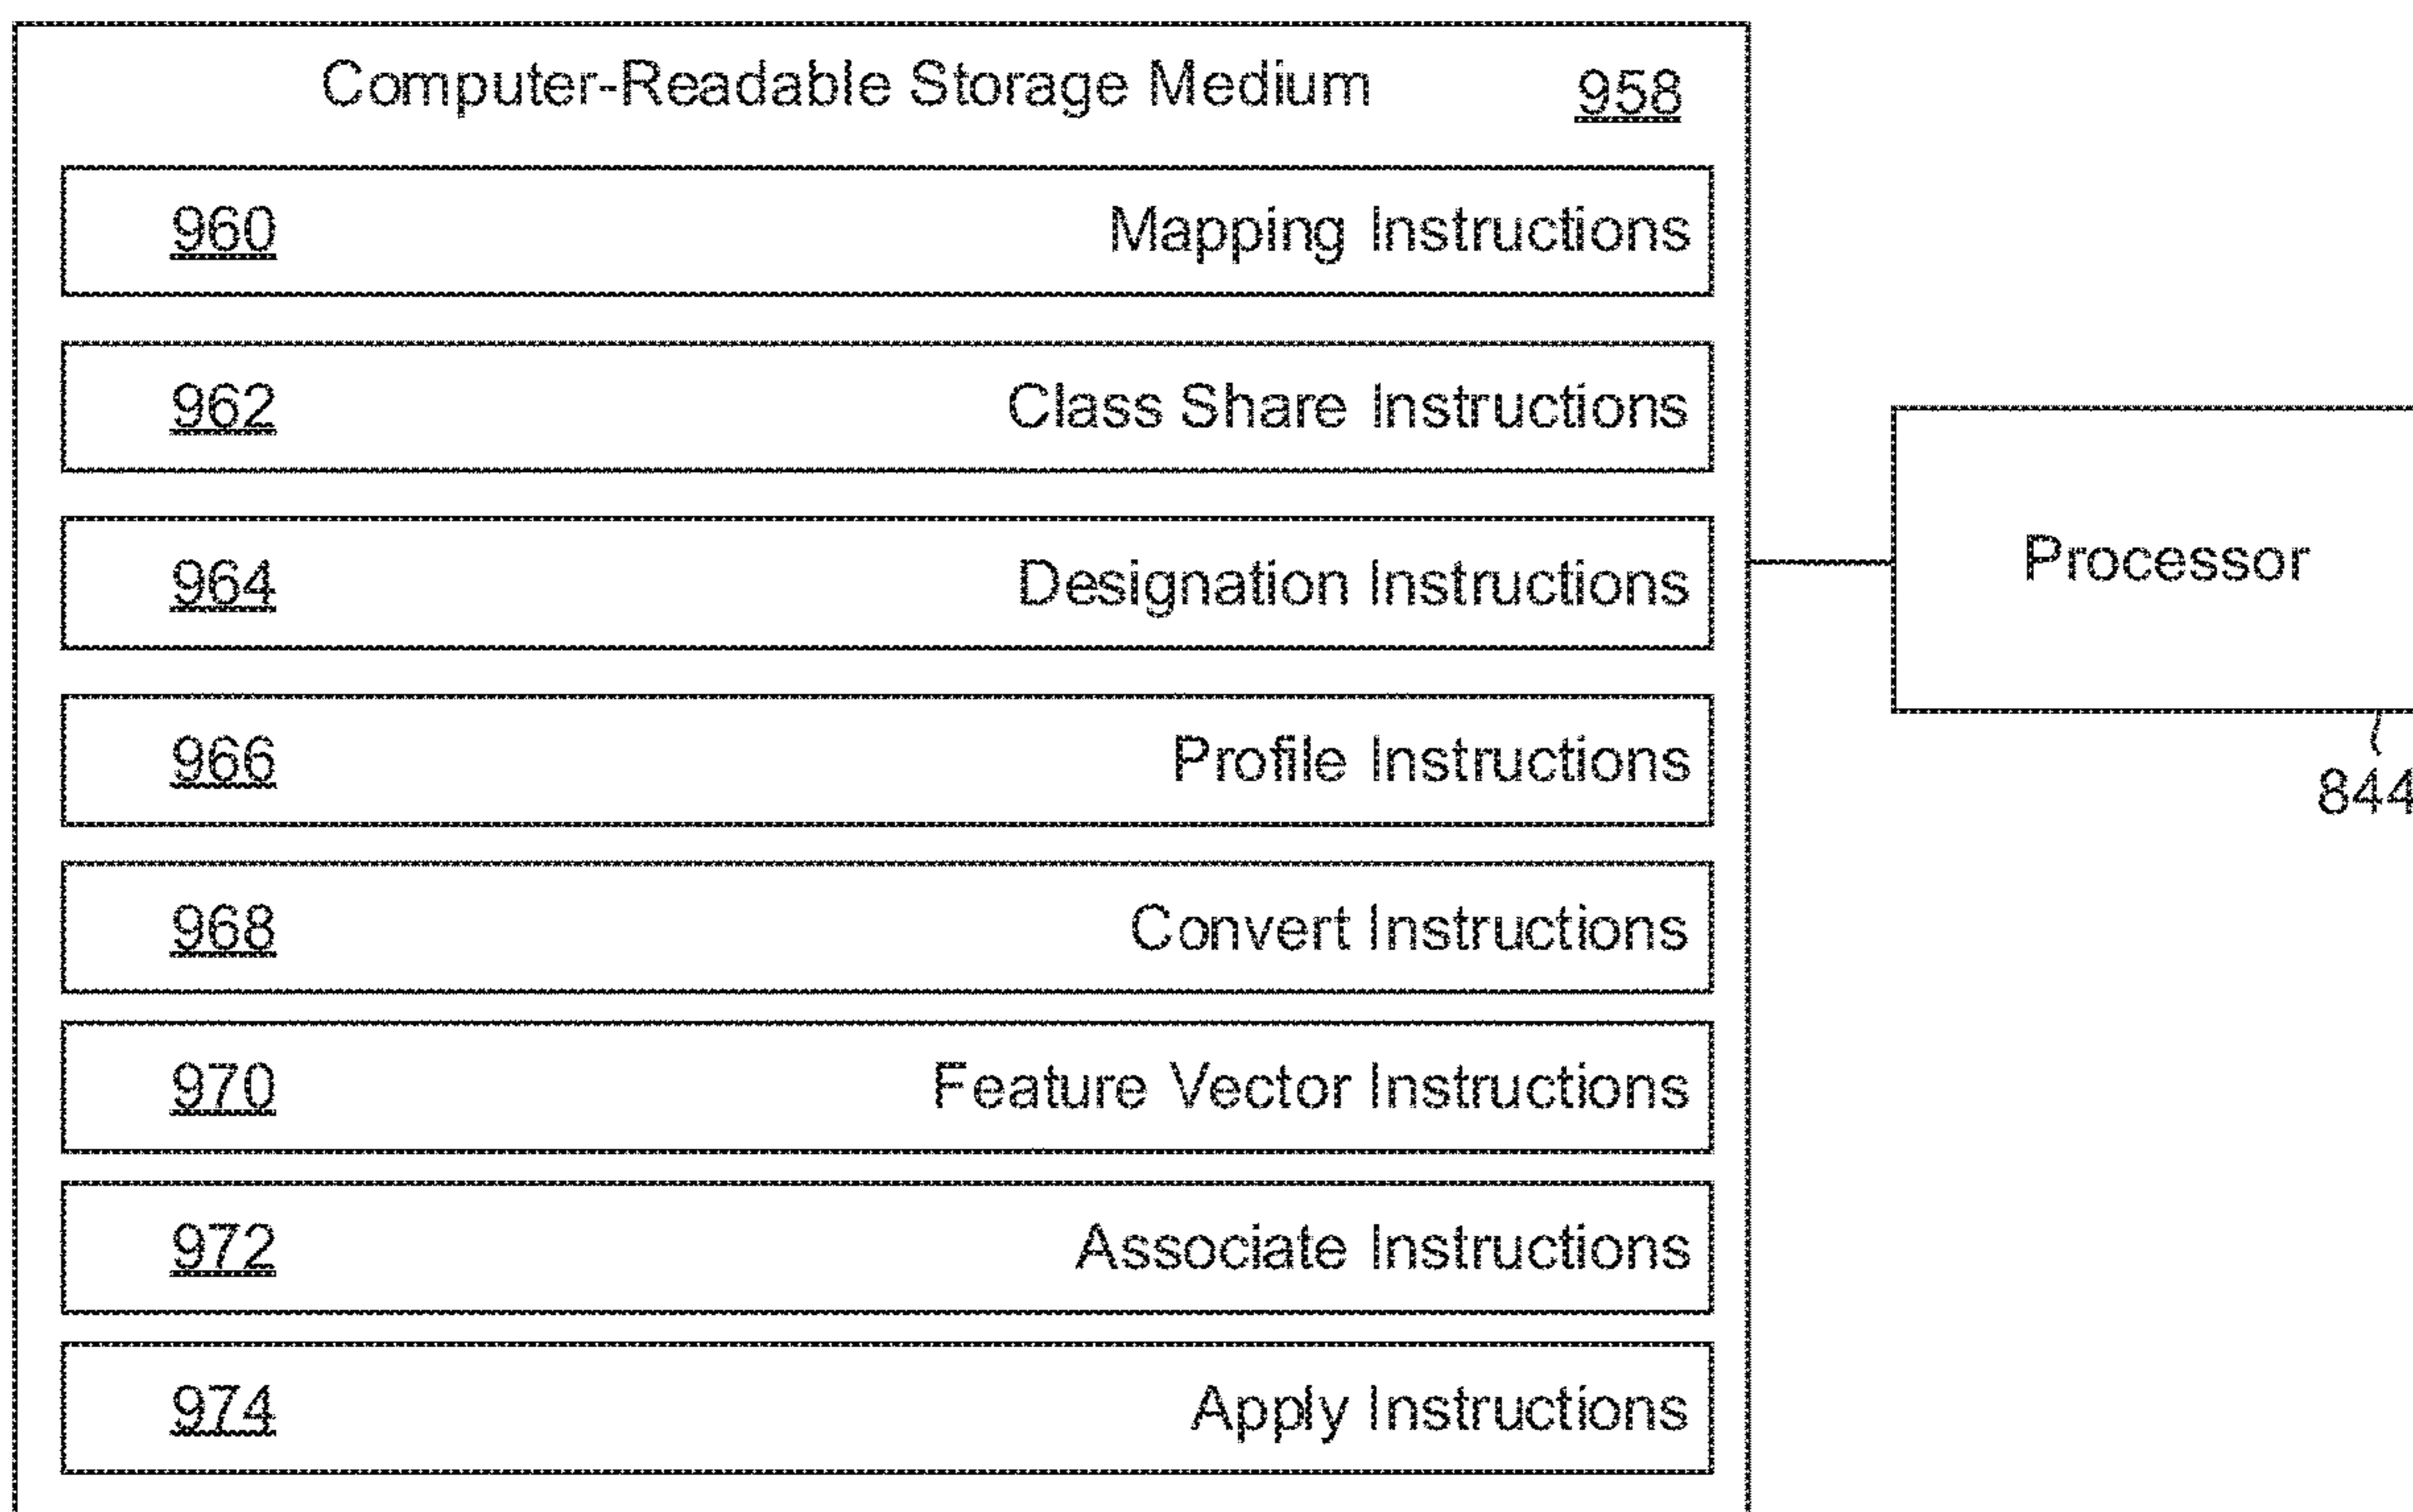 Computer-Readable Storage Medium 958
960 Mapping Instructions
962 Class Share Instructions
964 Designation Instructions
Processor
966 Profile Instructions
844
968 Convert Instructions
970 Feature Vector Instructions
972 Associate Instructions
974 Apply Instructions